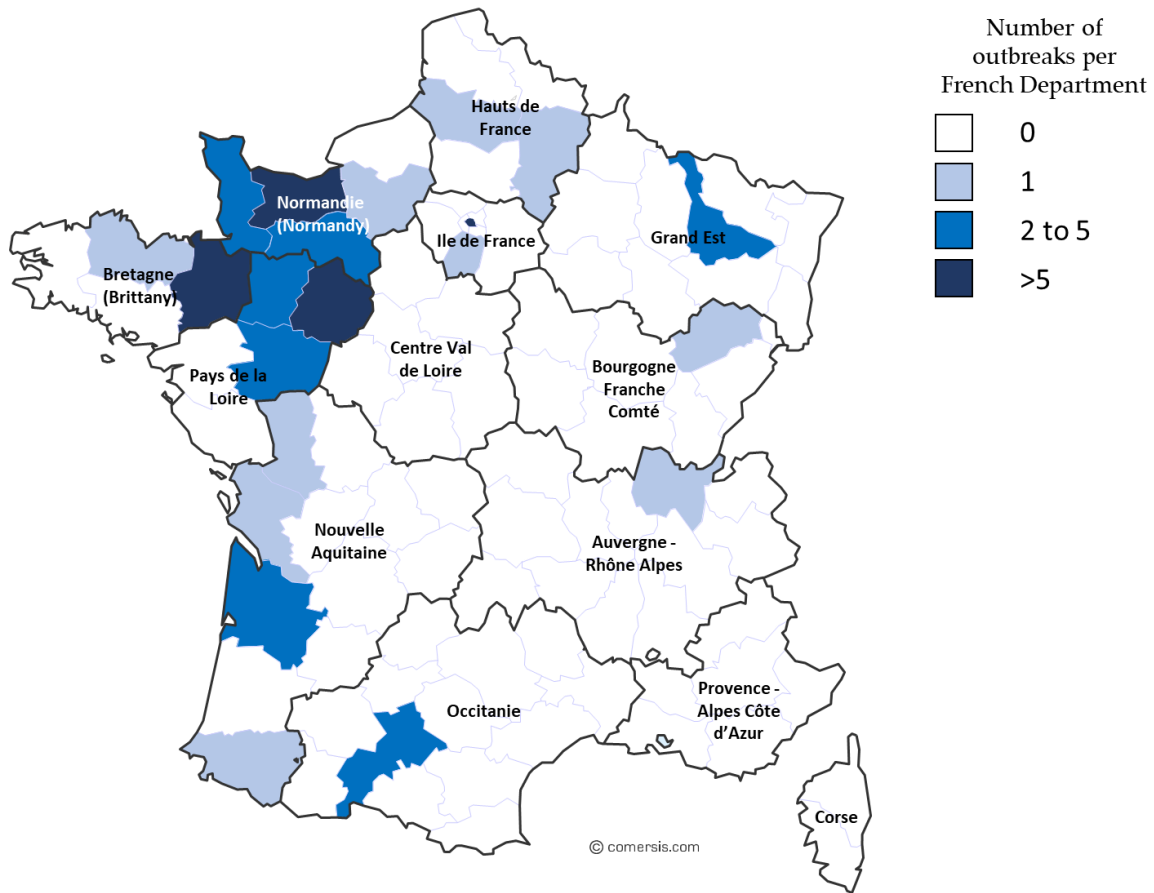 Number of
outbreaks per
French Department
0
1
2 to 5
>5
Hauts de
France
Normandie
(Normandy)
Ile de France
Grand Est
Bretagne
(Brittany)
Centre Val
de Loire
Pays de la
Loire
Bourgogne
Franche
Comté
Nouvelle
Aquitaine
Auvergne -
Rhône Alpes
Occitanie
Provence -
Alpes Côte
d’Azur
Corse
© comersis.com